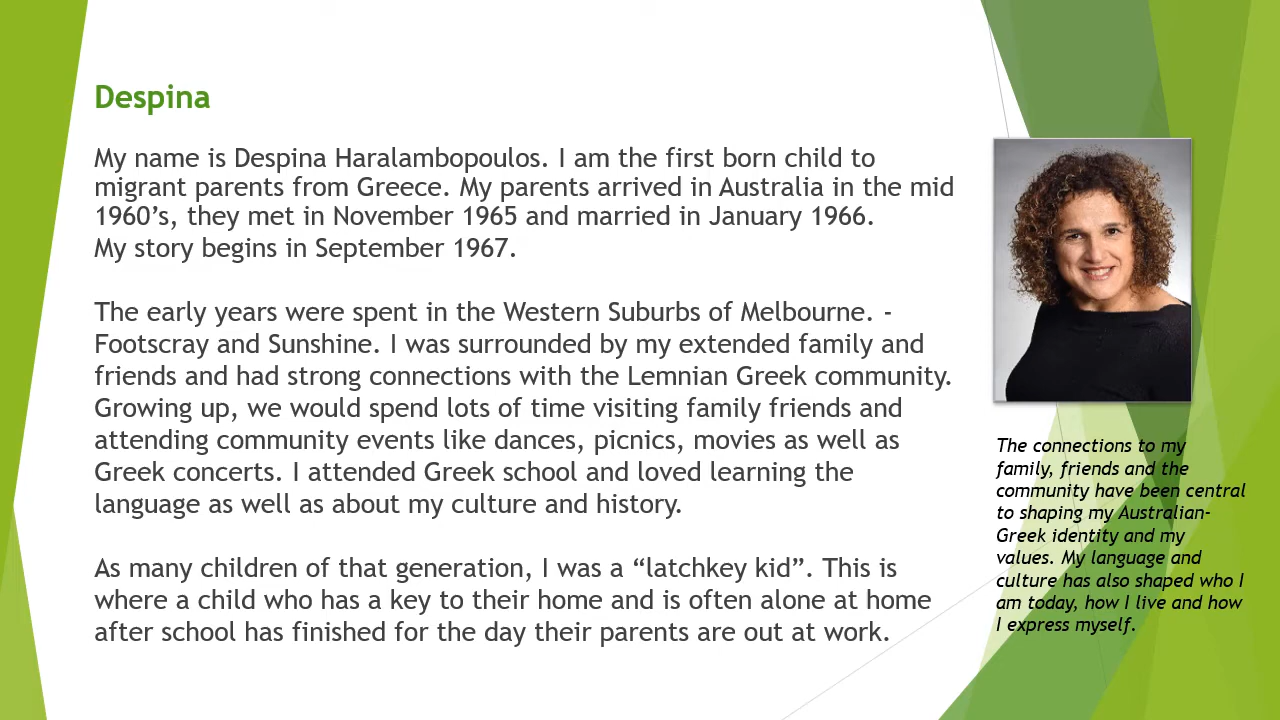 Despina
My name is Despina Haralambopoulos. I am the first born child to
migrant parents from Greece. My parents arrived in Australia in the mid
1960’s, they met in November 1965 and married in January 1966.
My story begins in September 1967.
The early years were spent in the Western Suburbs of Melbourne. -
Footscray and Sunshine. I was surrounded by my extended family and
friends and had strong connections with the Lemnian Greek community.
Growing up, we would spend lots of time visiting family friends and
attending community events like dances, picnics, movies as well as
Greek concerts. I attended Greek school and loved learning the
language as well as about my culture and history.
As many children of that generation, I was a “latchkey kid”. This is
where a child who has a key to their home and is often alone at home
after school has finished for the day their parents are out at work.
The connections to my
family, friends and the
community have been central
to shaping my Australian-
Greek identity and my
values. My language and
culture has also shaped who I
am today, how I live and how
I express myself.